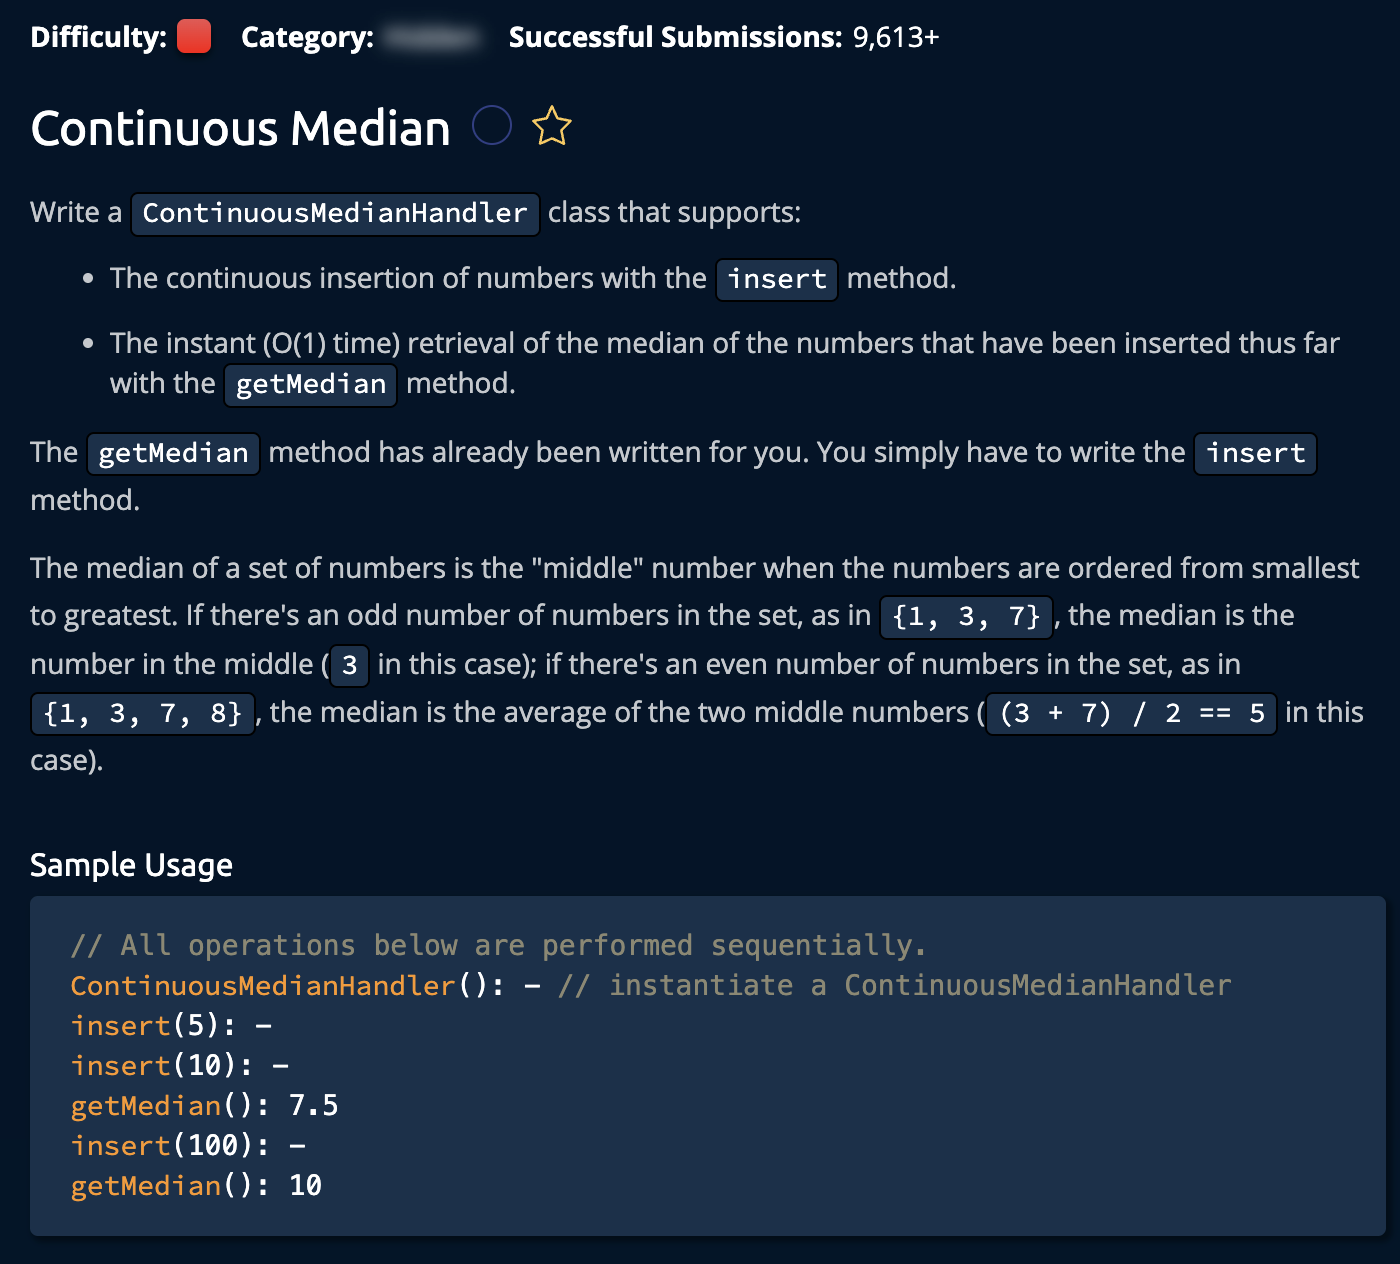 Difficulty: Category: Successful Submissions: 9,613+
Continuous Median
Write a ContinuousMedianHandler class that supports:
• The continuous insertion of numbers with the insert method.
• The instant (O(1) time) retrieval of the median of the numbers that have been inserted thus far
with the getMedian method.
The getMedian method has already been written for you. You simply have to write the insert
method.
The median of a set of numbers is the "middle" number when the numbers are ordered from smallest
to greatest. If there's an odd number of numbers in the set, as in {1, 3, 7}, the median is the
number in the middle (3 in this case); if there's an even number of numbers in the set, as in
{1, 3, 7, 8}, the median is the average of the two middle numbers ( (3 + 7) / 2 == 5 in this
case).
Sample Usage
// All operations below are performed sequentially.
ContinuousMedianHandler(): - // instantiate a ContinuousMedianHandler
insert(5): -
insert(10): -
getMedian(): 7.5
insert(100): -
getMedian(): 10